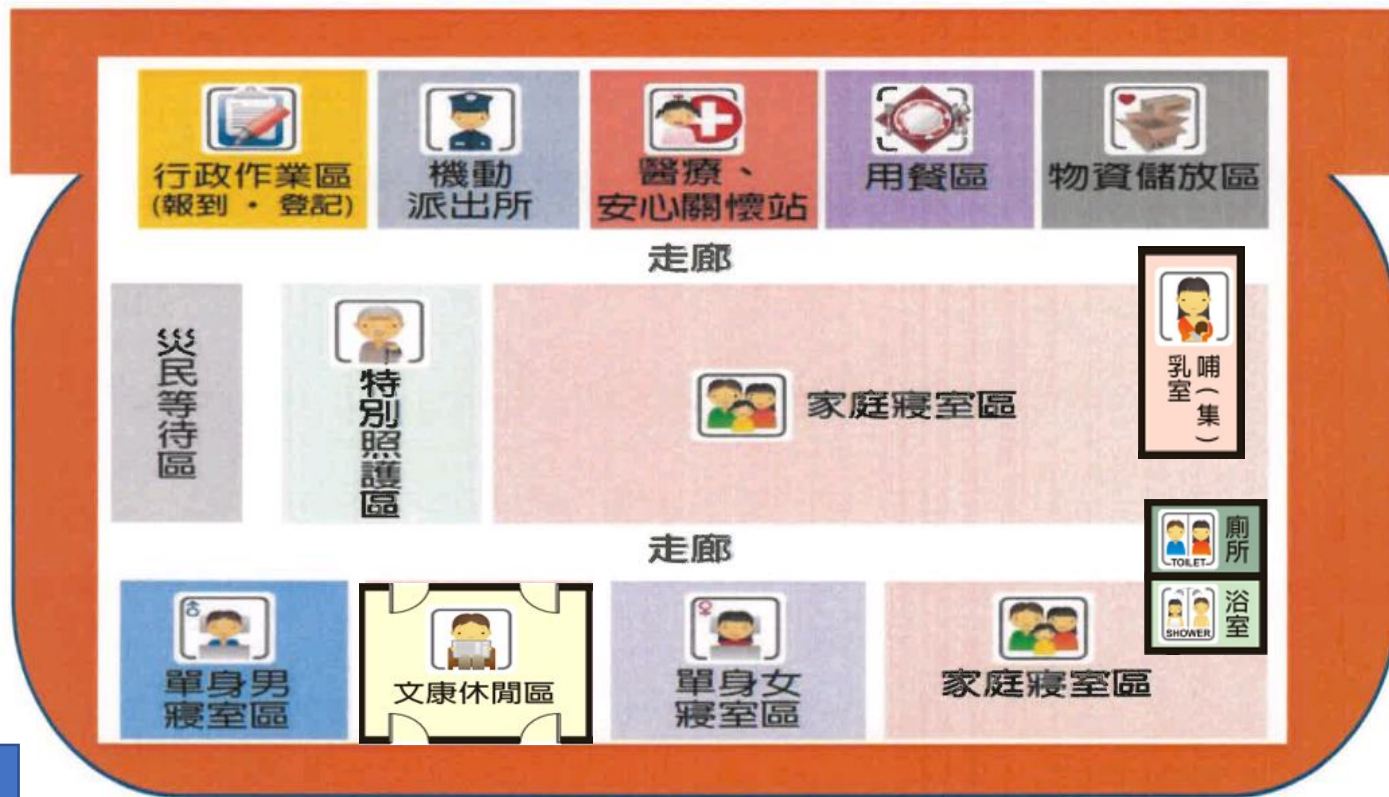 行政作業區
(報到・登記)
機動
派出所
醫療、
安心關懷站
用餐區
物資儲放區
走廊
災民等待區
特別照護區
家庭寢室區
哺(集)
乳室
走廊
TOILET
廁所
SHOWER
浴室
單身男
寢室區
文康休閒區
單身女
寢室區
家庭寢室區